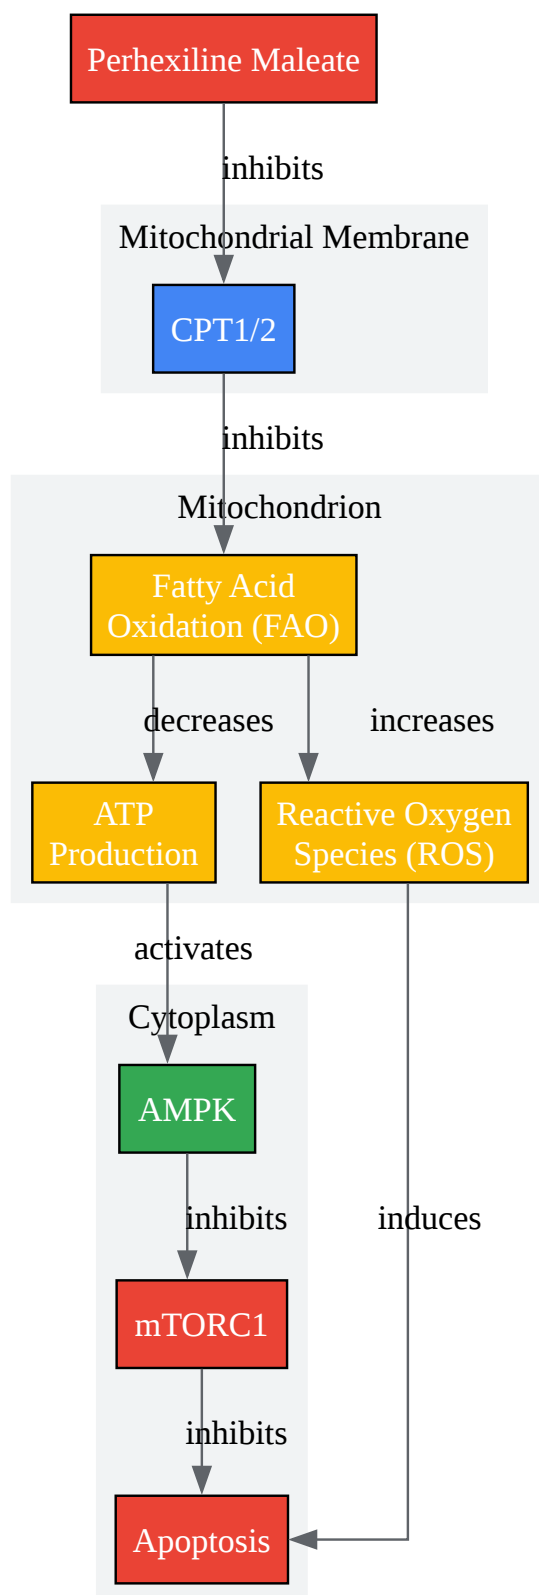 Perhexiline Maleate
inhibits
Mitochondrial Membrane
CPT1/2
inhibits
Mitochondrion
Fatty Acid
Oxidation (FAO)
decreases
increases
ATP
Production
Reactive Oxygen
Species (ROS)
activates
Cytoplasm
AMPK
inhibits
induces
mTORC1
inhibits
Apoptosis